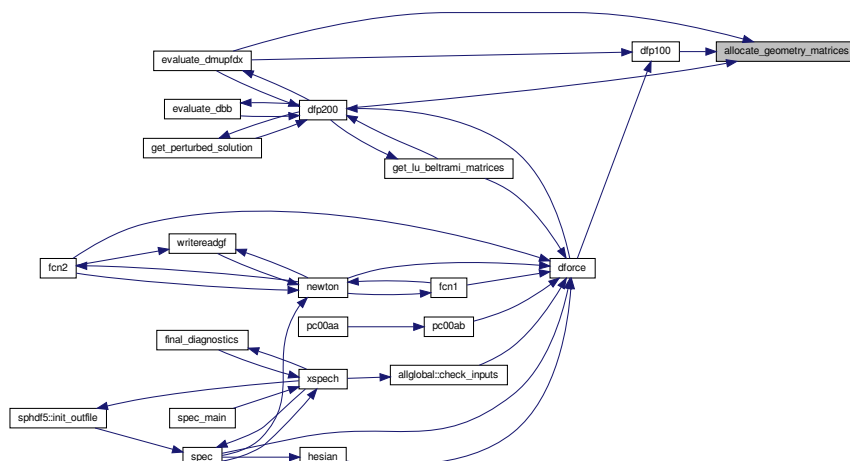 allocate_geometry_matrices
dfp100
evaluate_dmupfdx
evaluate_dbb
dfp200
get_perturbed_solution
get_lu_beltrami_matrices
writereadgf
fcn2
dforce
newton
fcn1
pc00aa
pc00ab
final_diagnostics
xspech
allglobal::check_inputs
sphdf5::init_outfile
spec_main
spec
hesian